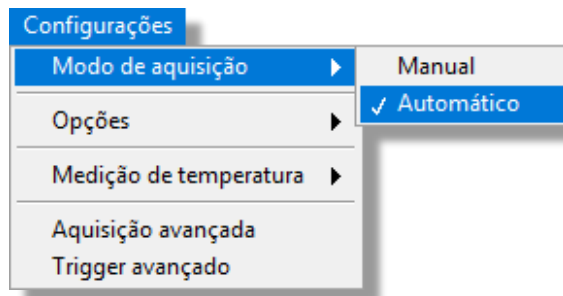 Configurações
Modo de aquisição
Manual
Automático
Opções
Medição de temperatura
Aquisição avançada
Trigger avançado